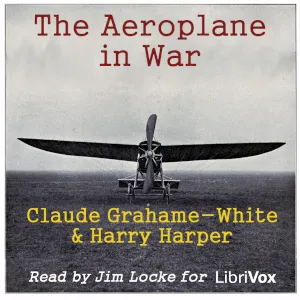 The Aeroplane
in War
Claude Grahame-White
& Harry Harper
Read by Jim Locke for LibriVox